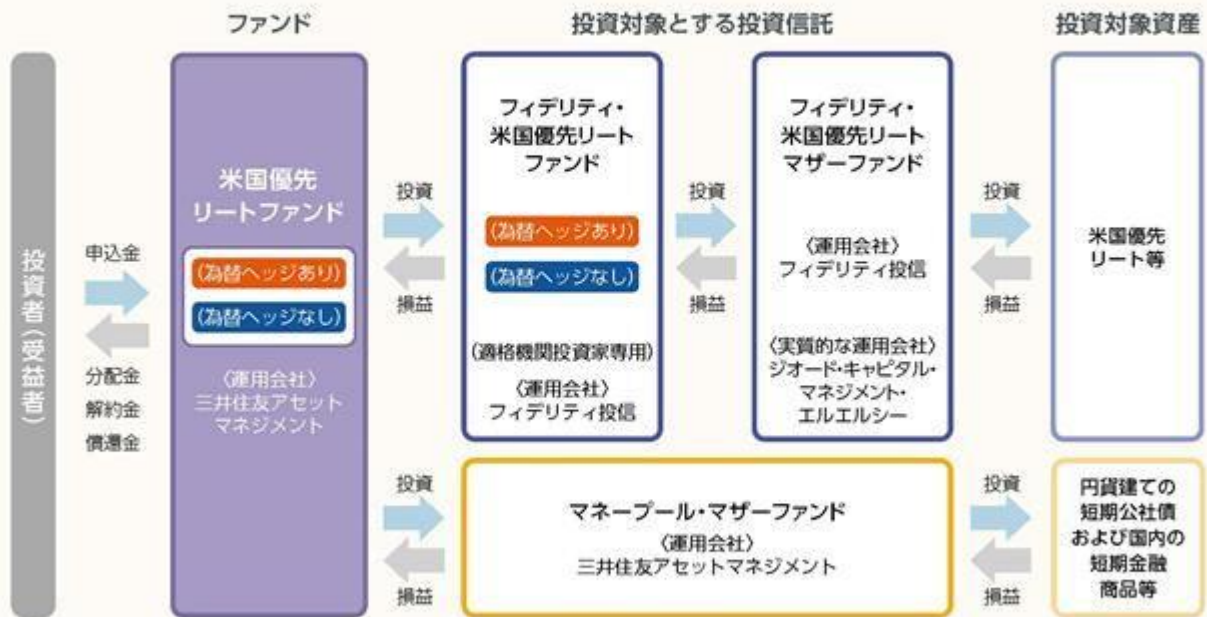 ファンド
投資対象とする投資信託
投資対象資産
投資者(受益者)
申込金
分配金
解約金
償還金
米国優先
リートファンド
(為替ヘッジあり)
(為替ヘッジなし)
〈運用会社〉
三井住友アセット
マネジメント
投資
損益
フィデリティ・
米国優先リート
ファンド
(為替ヘッジあり)
(為替ヘッジなし)
(適格機関投資家専用)
〈運用会社〉
フィデリティ投信
投資
損益
フィデリティ・
米国優先リート
マザーファンド
〈運用会社〉
フィデリティ投信
〈実質的な運用会社〉
ジオード・キャピタル・
マネジメント・
エルエルシー
投資
損益
米国優先
リート等
投資
損益
マネープール・マザーファンド
〈運用会社〉
三井住友アセットマネジメント
投資
損益
円貨建ての
短期公社債
および国内の
短期金融
商品等